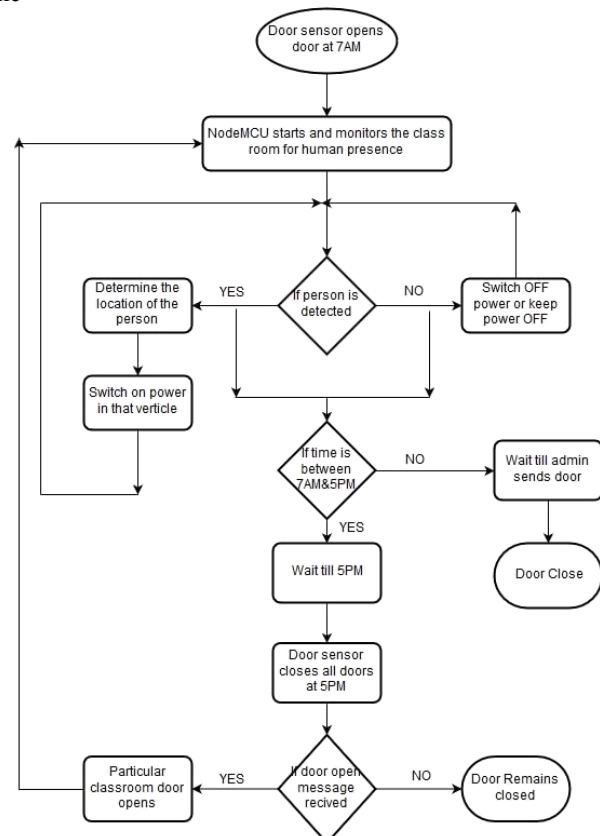 Door sensor opens
door at 7AM
NodeMCU starts and monitors the class
room for human presence
Determine the
location of the
person
YES
If person is
detected
NO
Switch OFF
power or keep
power OFF
Switch on power
in that verticle
If time is
between
7AM&5PM
NO
Wait till admin
sends door
YES
Door Close
Wait till 5PM
Door sensor
closes all doors
at 5PM
Particular
classroom door
opens
YES
If door open
message
recived
NO
Door Remains
closed